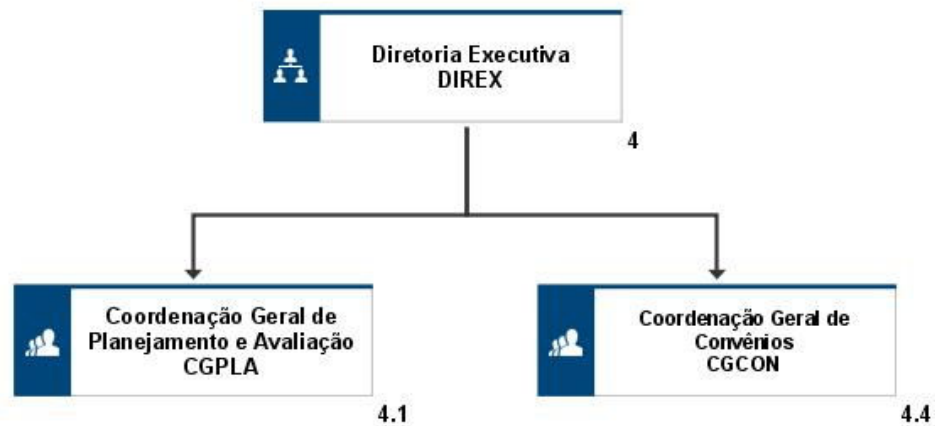 Diretoria Executiva
DIREX
4
Coordenação Geral de
Planejamento e Avaliação
CGPLA
4.1
Coordenação Geral de
Convênios
CGCON
4.4